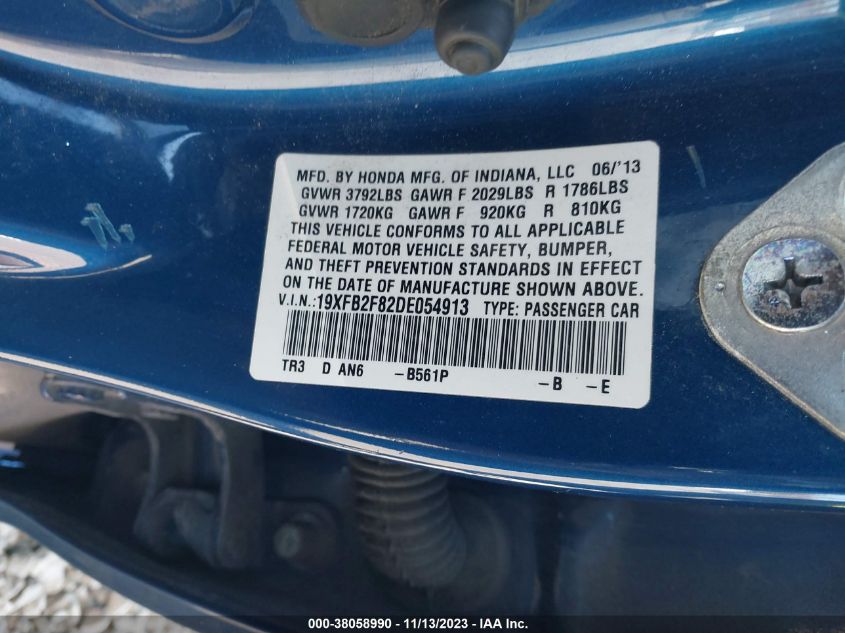 MFD. BY HONDA MFG. OF INDIANA, LLC 06/'13
GVWR 3792LBS GAWR F 2029LBS R 1786LBS
GVWR 1720KG GAWR F 920KG R 810KG
THIS VEHICLE CONFORMS TO ALL APPLICABLE
FEDERAL MOTOR VEHICLE SAFETY, BUMPER,
AND THEFT PREVENTION STANDARDS IN EFFECT
ON THE DATE OF MANUFACTURE SHOWN ABOVE.
V.I.N.:19XFB2F82DE054913 TYPE: PASSENGER CAR
TR3 D AN6 -B561P -B -E
000-38058990 - 11/13/2023 - IAA Inc.